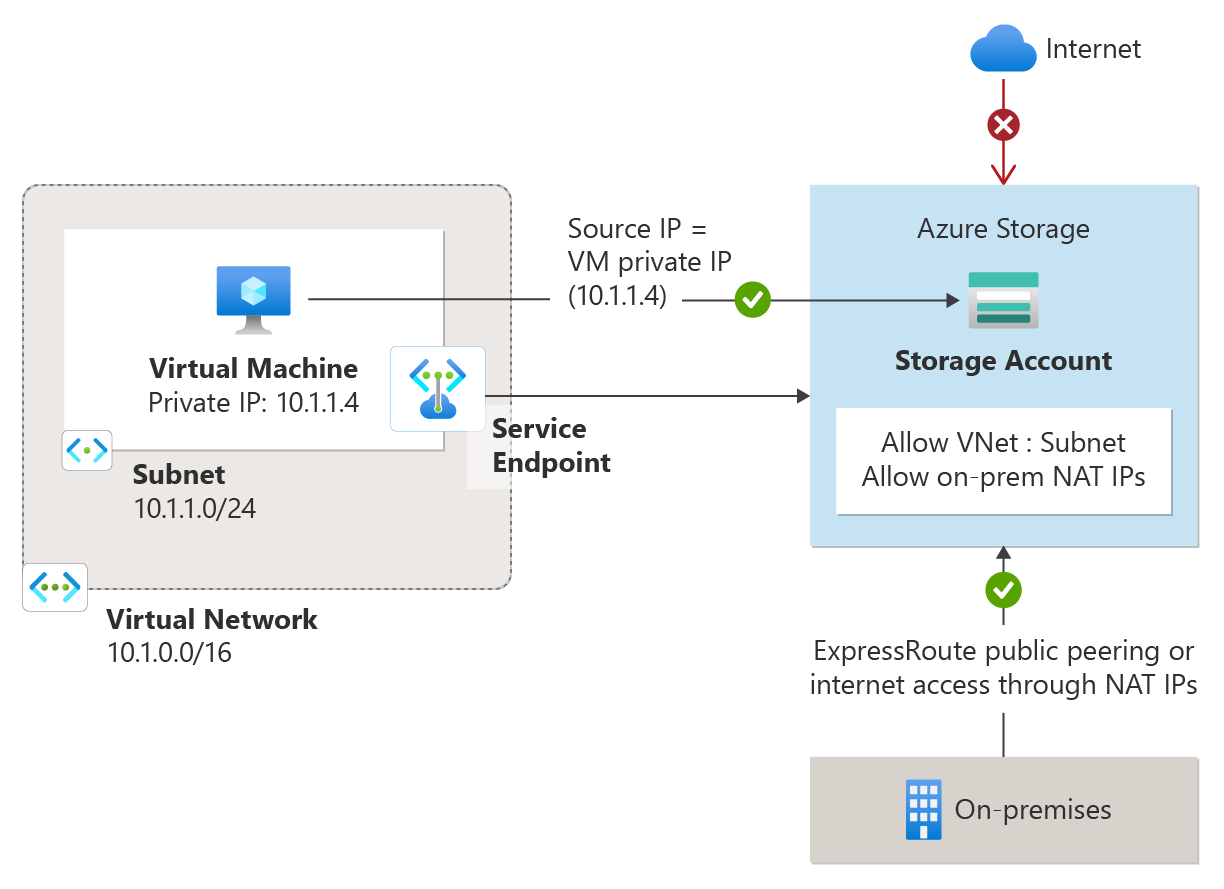 Internet
Azure Storage
Source IP =
VM private IP
(10.1.1.4)
Storage Account
Allow VNet : Subnet
Allow on-prem NAT IPs
Virtual Machine
Private IP: 10.1.1.4
Service
Endpoint
Subnet
10.1.1.0/24
Virtual Network
10.1.0.0/16
ExpressRoute public peering or
internet access through NAT IPs
On-premises